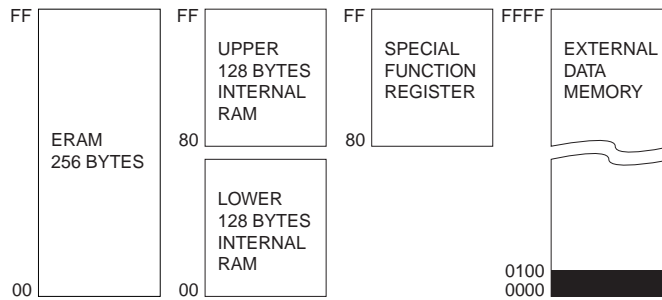 FF
ERAM
256 BYTES
00
FF
UPPER
128 BYTES
INTERNAL
RAM
80
LOWER
128 BYTES
INTERNAL
RAM
00
FF
SPECIAL
FUNCTION
REGISTER
80
FFFF
EXTERNAL
DATA
MEMORY
0100
0000